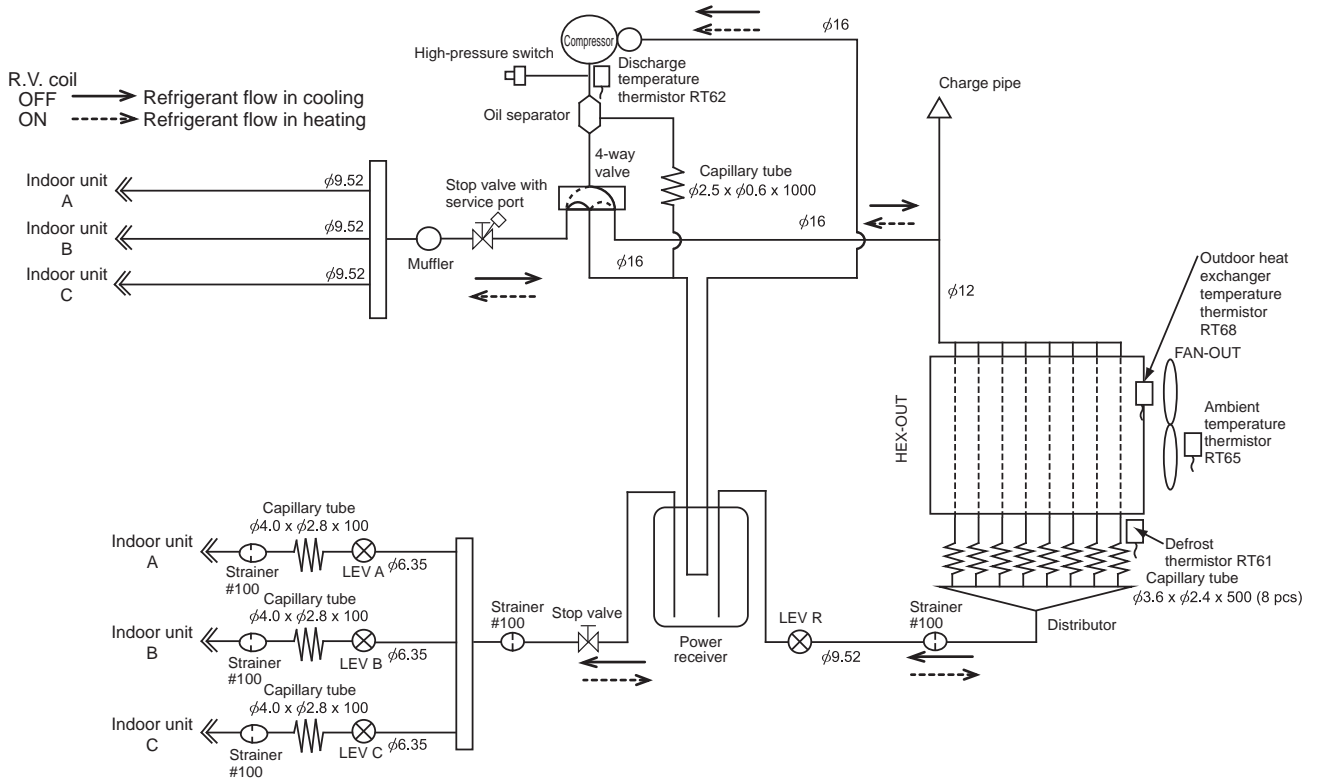 R.V. coil
OFF Refrigerant flow in cooling
ON Refrigerant flow in heating
Compressor
High-pressure switch
Discharge
temperature
thermistor RT62
Oil separator
4-way
valve
Capillary tube
ϕ2.5 x ϕ0.6 x 1000
ϕ16
Charge pipe
Indoor unit
A
ϕ9.52
Indoor unit
B
ϕ9.52
Indoor unit
C
ϕ9.52
Muffler
Stop valve with
service port
ϕ16
ϕ16
ϕ12
Outdoor heat
exchanger
temperature
thermistor
RT68
FAN-OUT
HEX-OUT
Ambient
temperature
thermistor
RT65
Defrost
thermistor RT61
Capillary tube
ϕ3.6 x ϕ2.4 x 500 (8 pcs)
Distributor
Strainer
#100
LEV R
ϕ9.52
Power
receiver
Stop valve
Strainer
#100
Capillary tube
ϕ4.0 x ϕ2.8 x 100
Indoor unit
A
Strainer
#100
LEV A
ϕ6.35
Capillary tube
ϕ4.0 x ϕ2.8 x 100
Indoor unit
B
Strainer
#100
LEV B
ϕ6.35
Capillary tube
ϕ4.0 x ϕ2.8 x 100
Indoor unit
C
Strainer
#100
LEV C
ϕ6.35